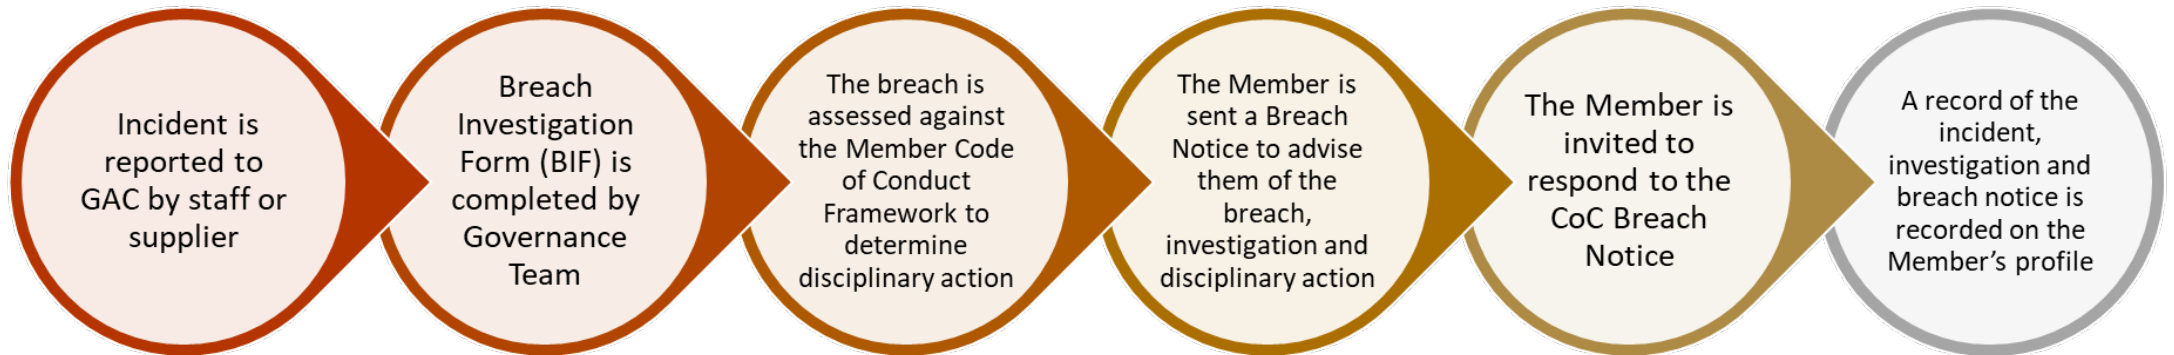 Incident is
reported to
GAC by staff or
supplier
Breach
Investigation
Form (BIF) is
completed by
Governance
Team
The breach is
assessed against
the Member Code
of Conduct
Framework to
determine
disciplinary action
The Member is
sent a Breach
Notice to advise
them of the
breach,
investigation and
disciplinary action
The Member is
invited to
respond to the
CoC Breach
Notice
A record of the
incident,
investigation and
breach notice is
recorded on the
Member’s profile